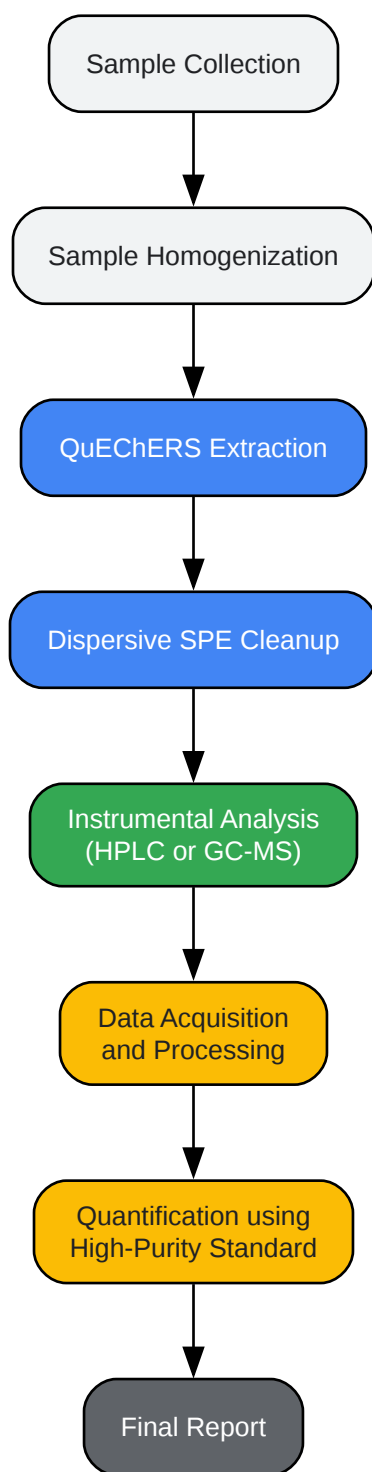 Sample Collection
Sample Homogenization
QuEChERS Extraction
Dispersive SPE Cleanup
Instrumental Analysis
(HPLC or GC-MS)
Data Acquisition
and Processing
Quantification using
High-Purity Standard
Final Report